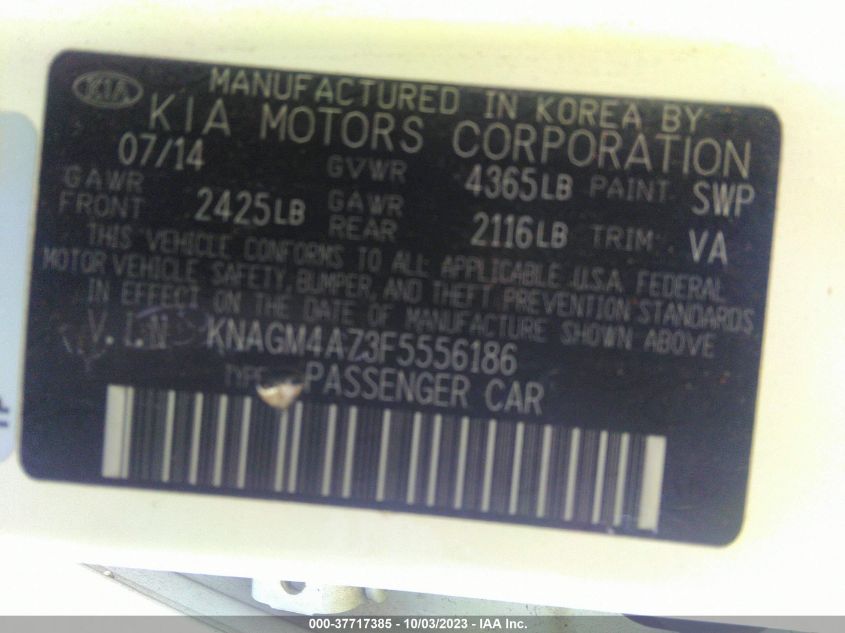 KIA
MANUFACTURED IN KOREA BY
KIA MOTORS CORPORATION
07/14 GVWR 4365LB PAINT SWP
GAWR FRONT 2425LB GAWR REAR 2116LB TRIM VA
THIS VEHICLE CONFORMS TO ALL APPLICABLE U.S.A. FEDERAL
MOTOR VEHICLE SAFETY, BUMPER, AND THEFT PREVENTION STANDARDS
IN EFFECT ON THE DATE OF MANUFACTURE SHOWN ABOVE
V.I.N KNAGM4A73F5556186
TYPE PASSENGER CAR
000-37717385 - 10/03/2023 - IAA Inc.